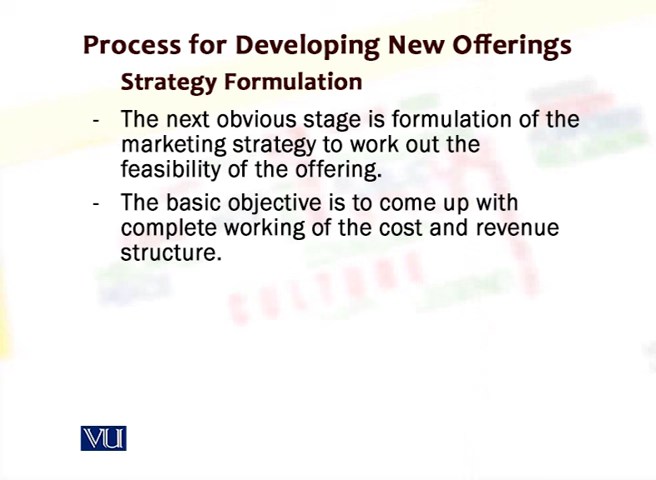 Process for Developing New Offerings
Strategy Formulation
- The next obvious stage is formulation of the
marketing strategy to work out the
feasibility of the offering.
- The basic objective is to come up with
complete working of the cost and revenue
structure.
CULTURE
VU